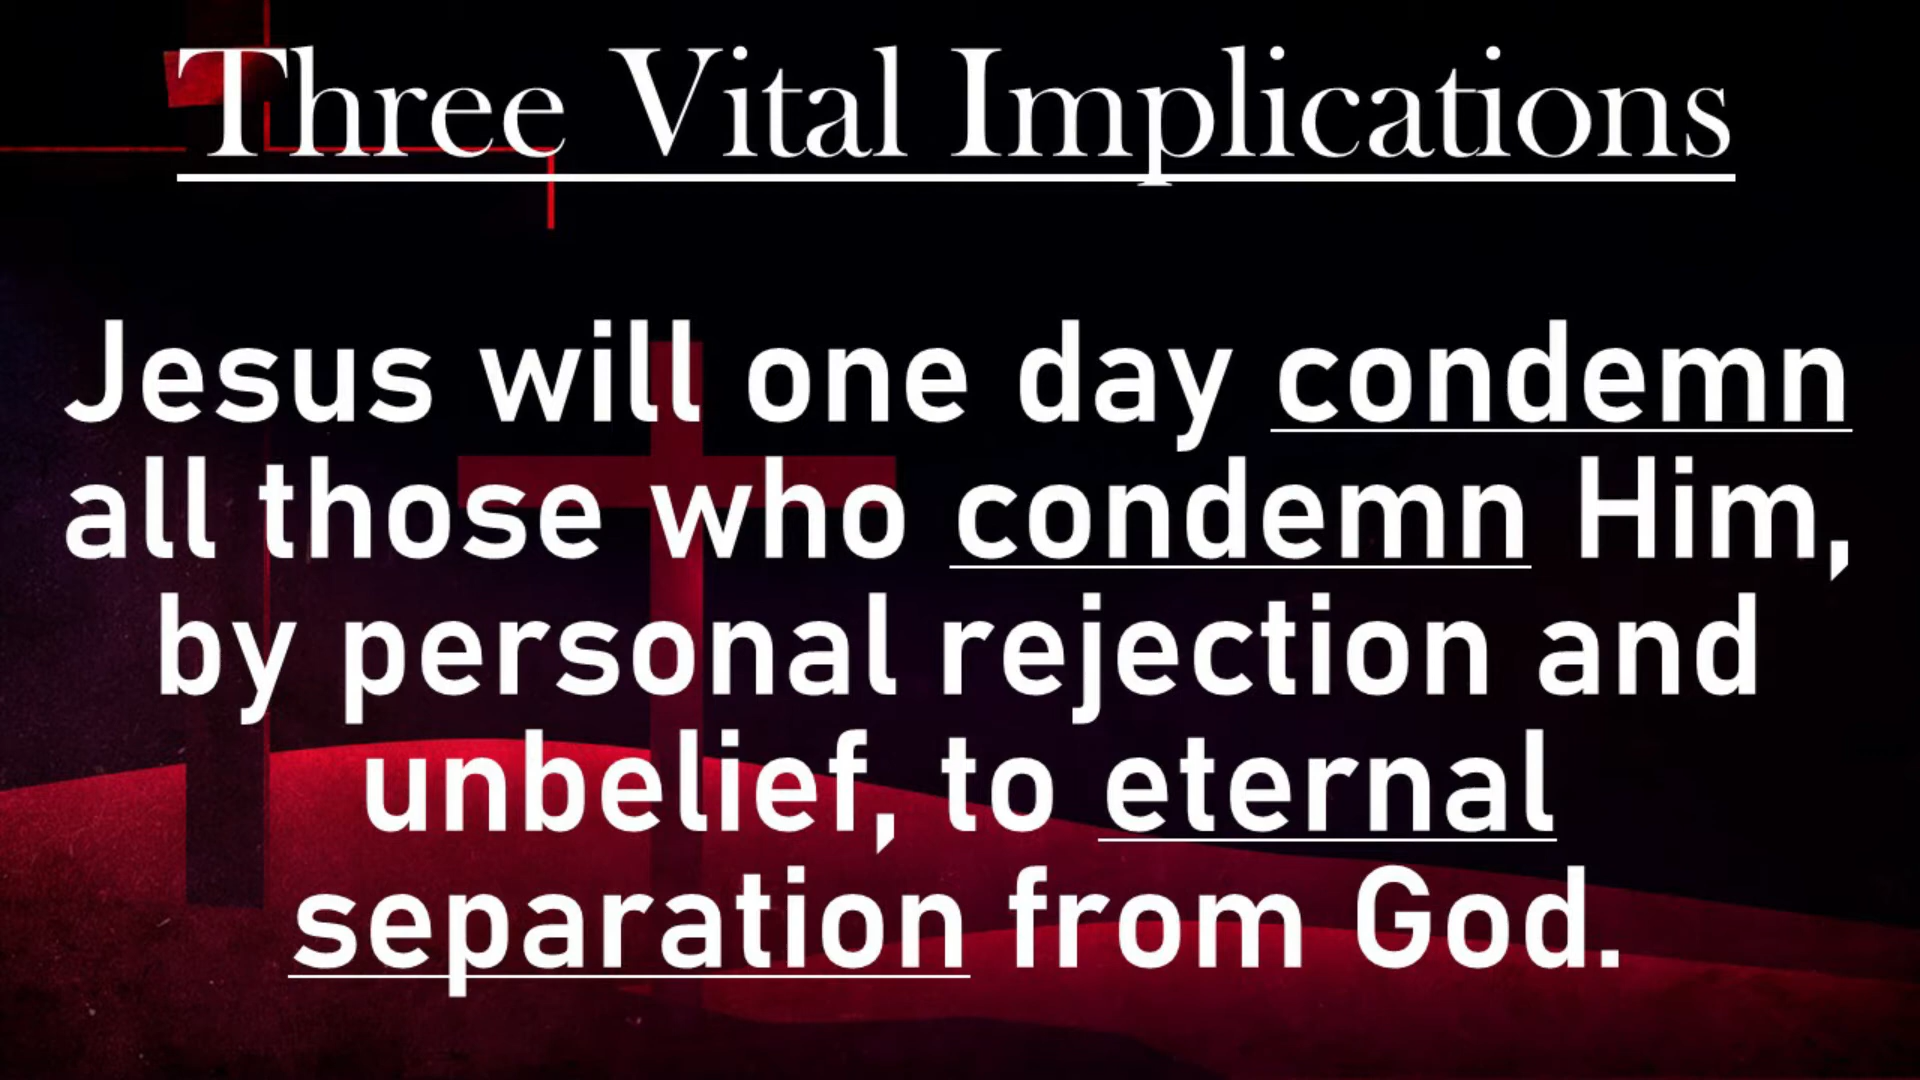 Three Vital Implications
Jesus will one day condemn
all those who condemn Him,
by personal rejection and
unbelief, to eternal
separation from God.